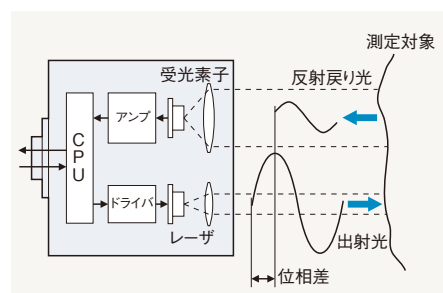 測定対象
受光素子
反射戻り光
アンプ
CPU
ドライバ
レーザ
出射光
位相差